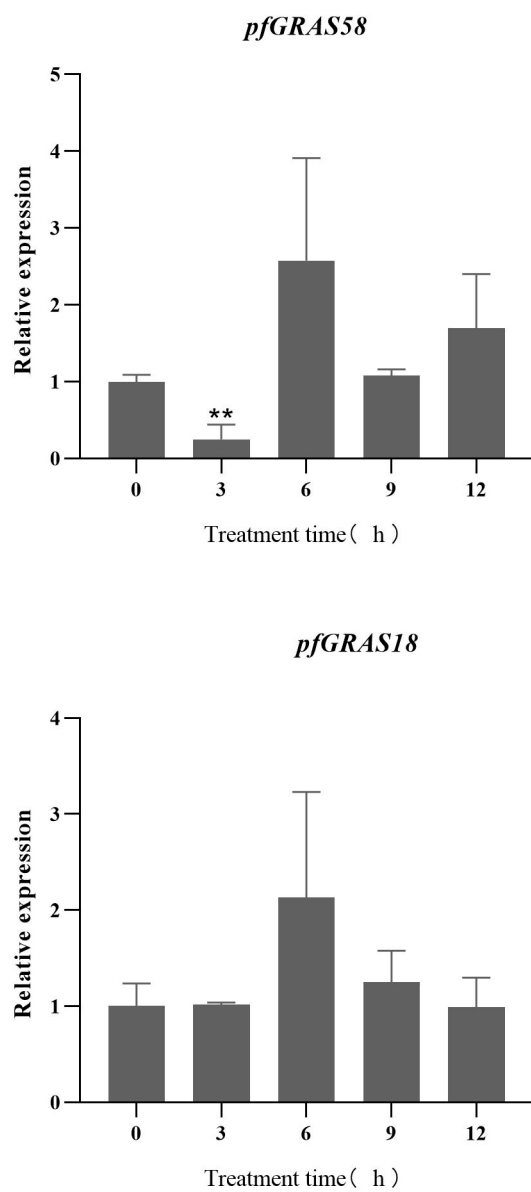 pfGRAS58
5
4
3
2
1
0
Relative expression
**
0 3 6 9 12
Treatment time( h )
pfGRAS18
4
3
2
1
0
Relative expression
0 3 6 9 12
Treatment time( h )